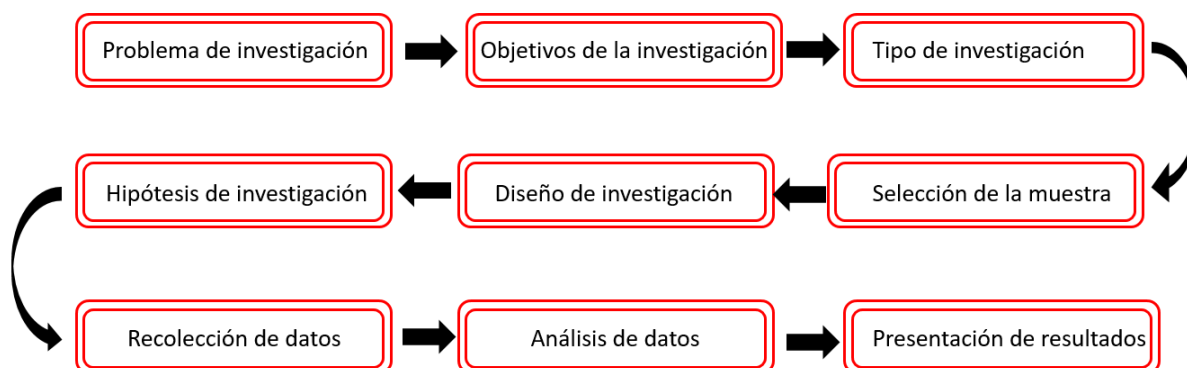 Problema de investigación
Objetivos de la investigación
Tipo de investigación
Selección de la muestra
Diseño de investigación
Hipótesis de investigación
Recolección de datos
Análisis de datos
Presentación de resultados